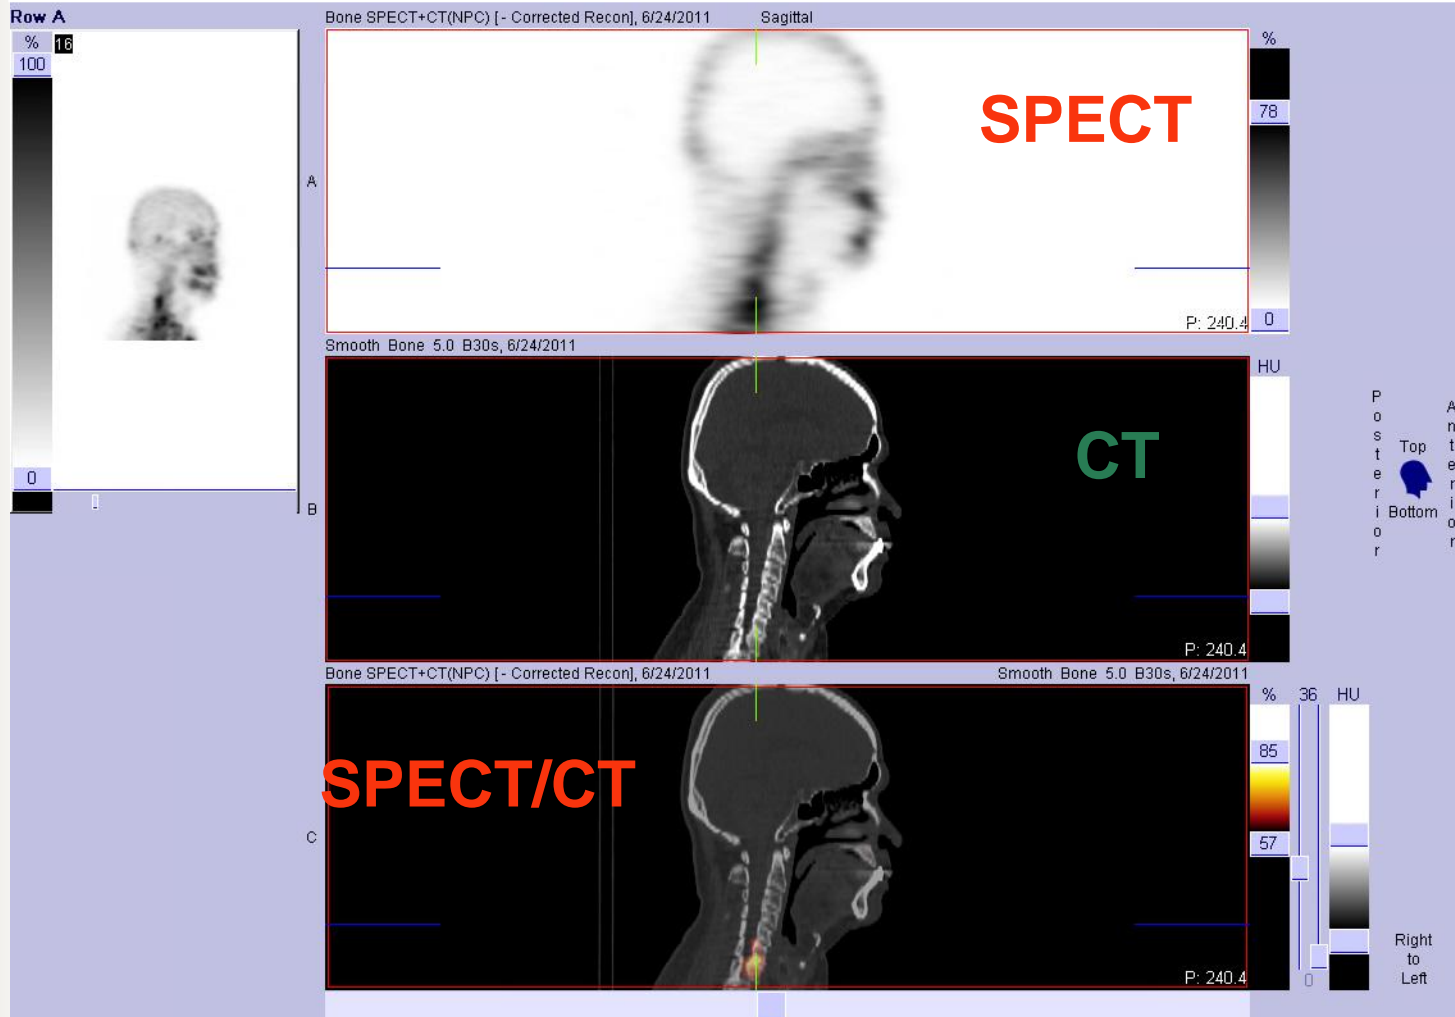 Row A
% 16
100
0
Bone SPECT+CT(NPC) [- Corrected Recon], 6/24/2011 Sagittal
SPECT
A
P: 240.4
%
78
0
Smooth Bone 5.0 B30s, 6/24/2011
CT
B
P: 240.4
HU
Posterior
Top
Bottom
Anterior
Bone SPECT+CT(NPC) [- Corrected Recon], 6/24/2011 Smooth Bone 5.0 B30s, 6/24/2011
SPECT/CT
C
P: 240.4
% 36 HU
85
57
0
Right
to
Left